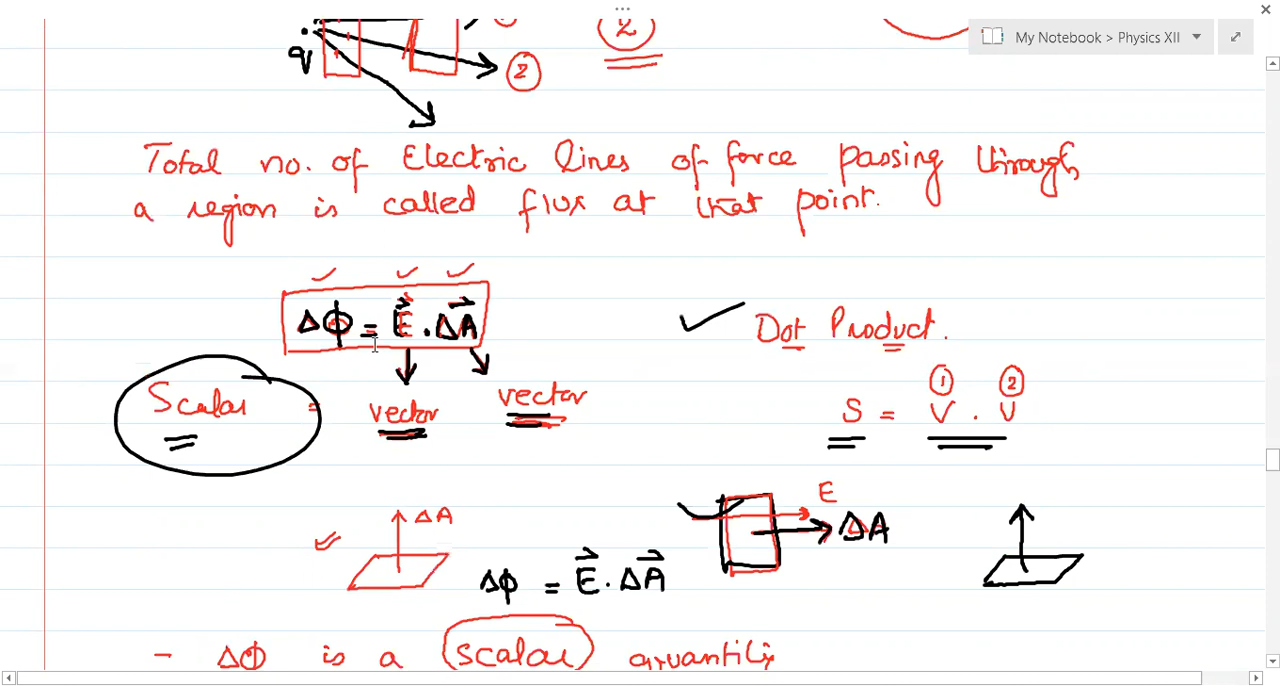 My Notebook > Physics XII
q
②
②
Total no. of Electric lines of force passing through
a region is called flux at that point.
Δφ = E⃗ . ΔA⃗
Dot Product.
Scalar = vector vector
① ②
S = V . V
ΔA
E
ΔA
Δφ = E⃗ . ΔA⃗
- Δφ is a scalar quantity